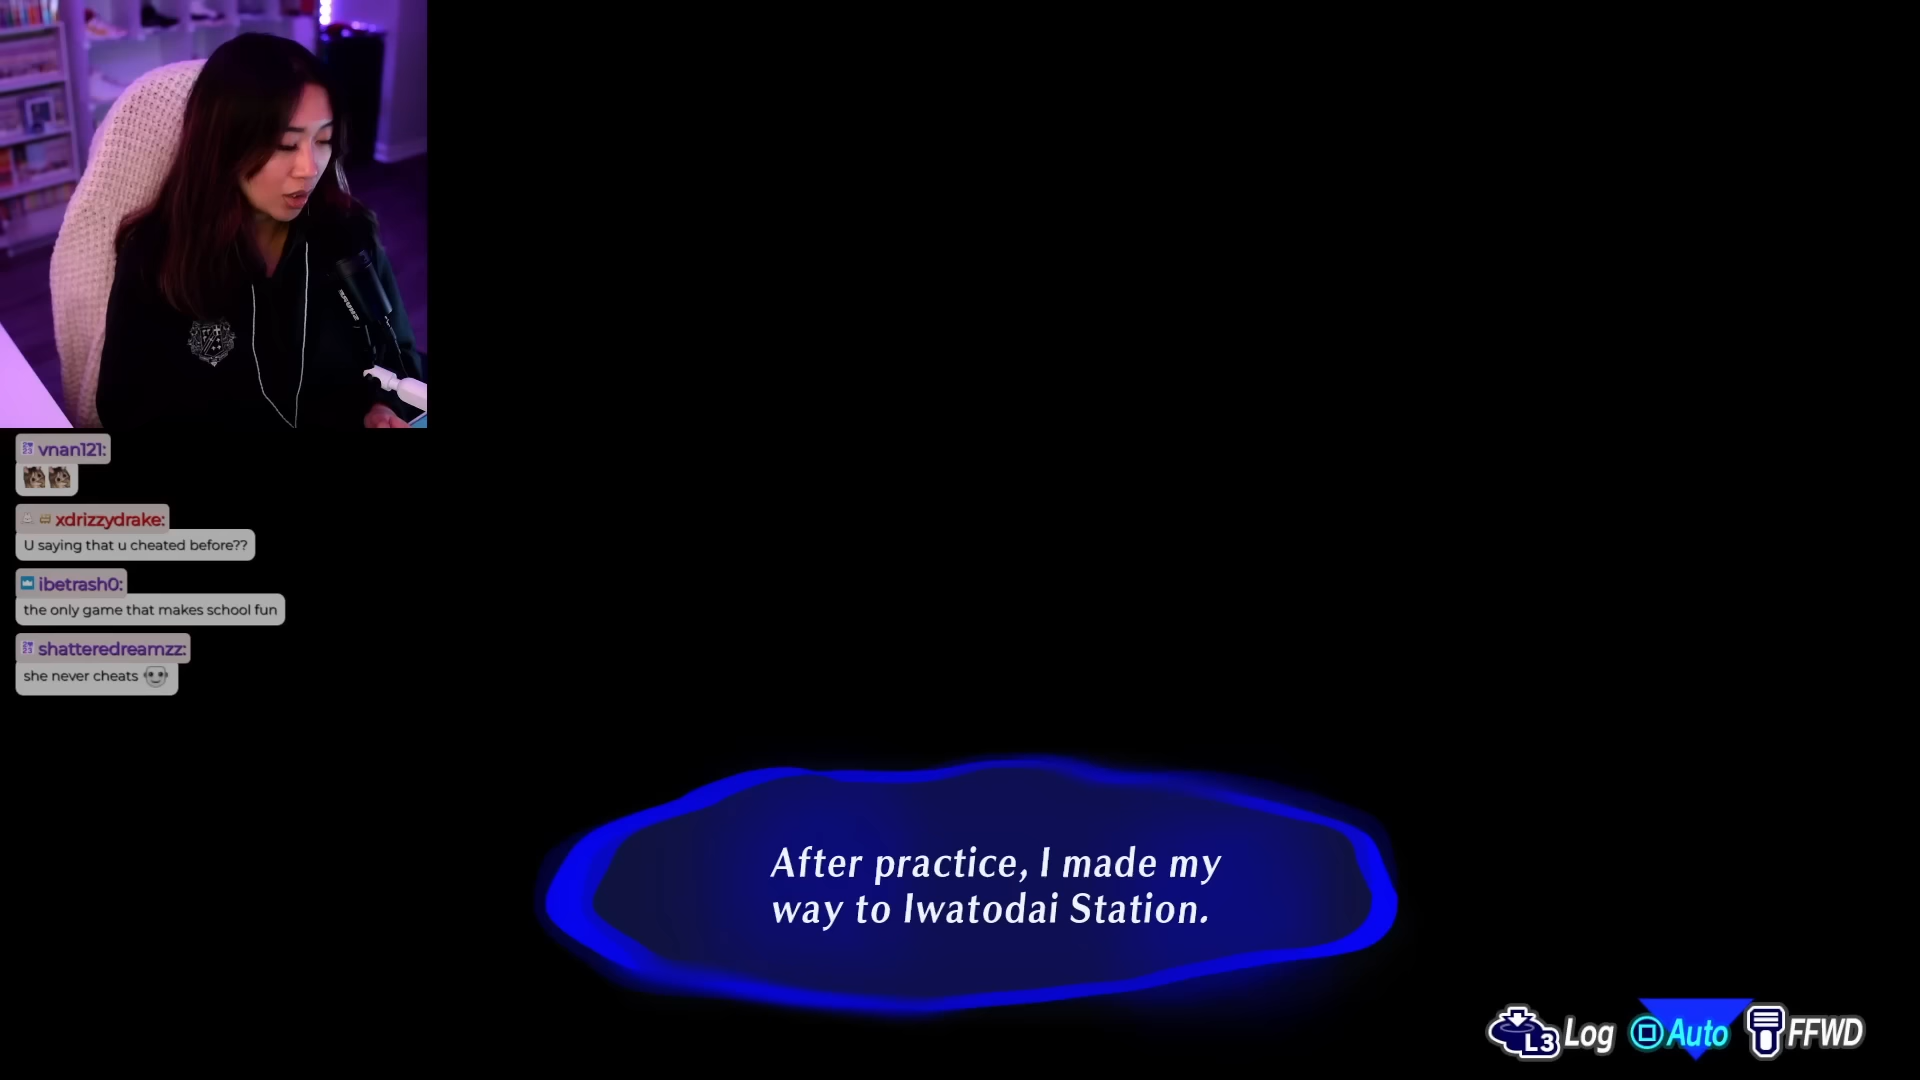 vnan121:
xdrizzydrake:
U saying that u cheated before??
ibetrash0:
the only game that makes school fun
shatteredreamzz:
she never cheats
After practice, I made my
way to Iwatodai Station.
L3 Log Auto FFWD